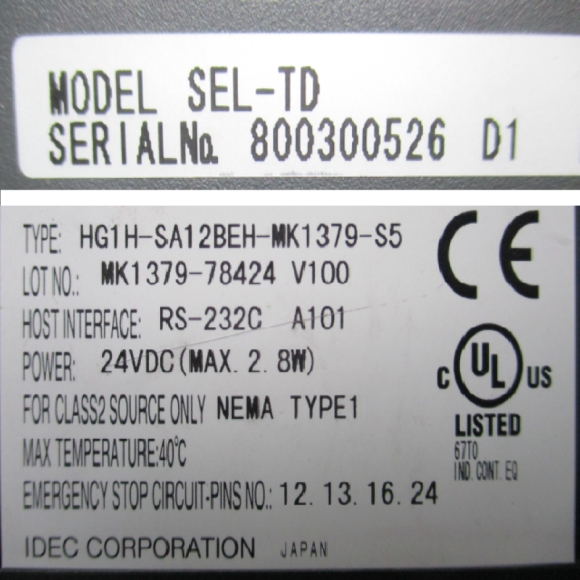 MODEL SEL-TD
SERIALNo. 800300526 D1
TYPE: HG1H-SA12BEH-MK1379-S5
LOT NO.: MK1379-78424 V100
HOST INTERFACE: RS-232C A101
POWER: 24VDC(MAX. 2. 8W)
FOR CLASS2 SOURCE ONLY NEMA TYPE1
MAX TEMPERATURE:40℃
EMERGENCY STOP CIRCUIT-PINS NO.: 12. 13. 16. 24
IDEC CORPORATION JAPAN
CE
C UL US
LISTED
67T0
IND. CONT. EQ